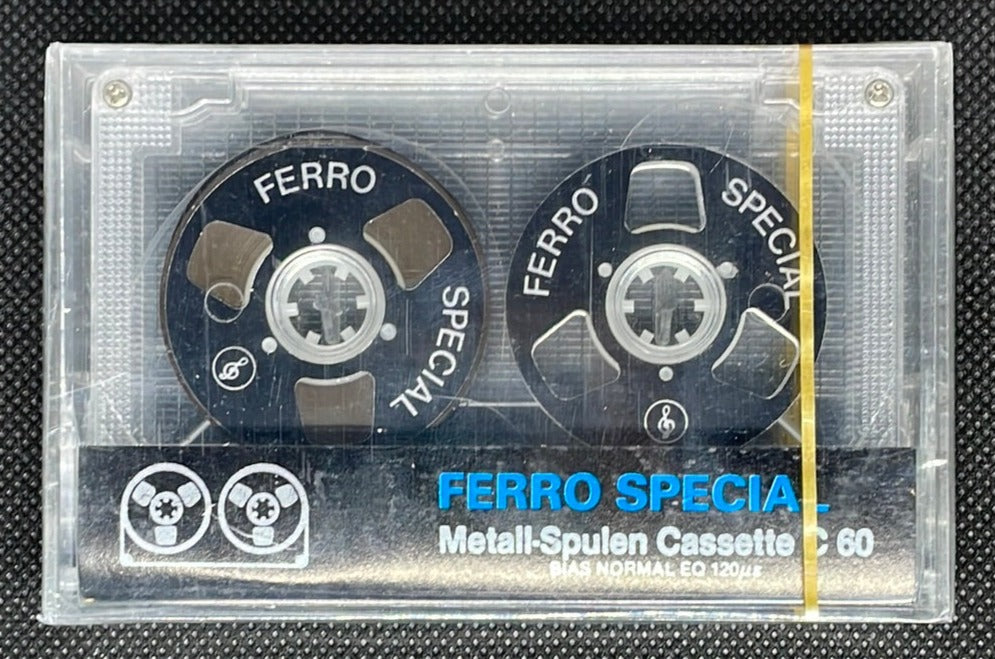 FERRO
SPECIAL
FERRO SPECIAL
FERRO SPECIAL
Metall-Spulen Cassette C 60
BIAS NORMAL EQ 120µs